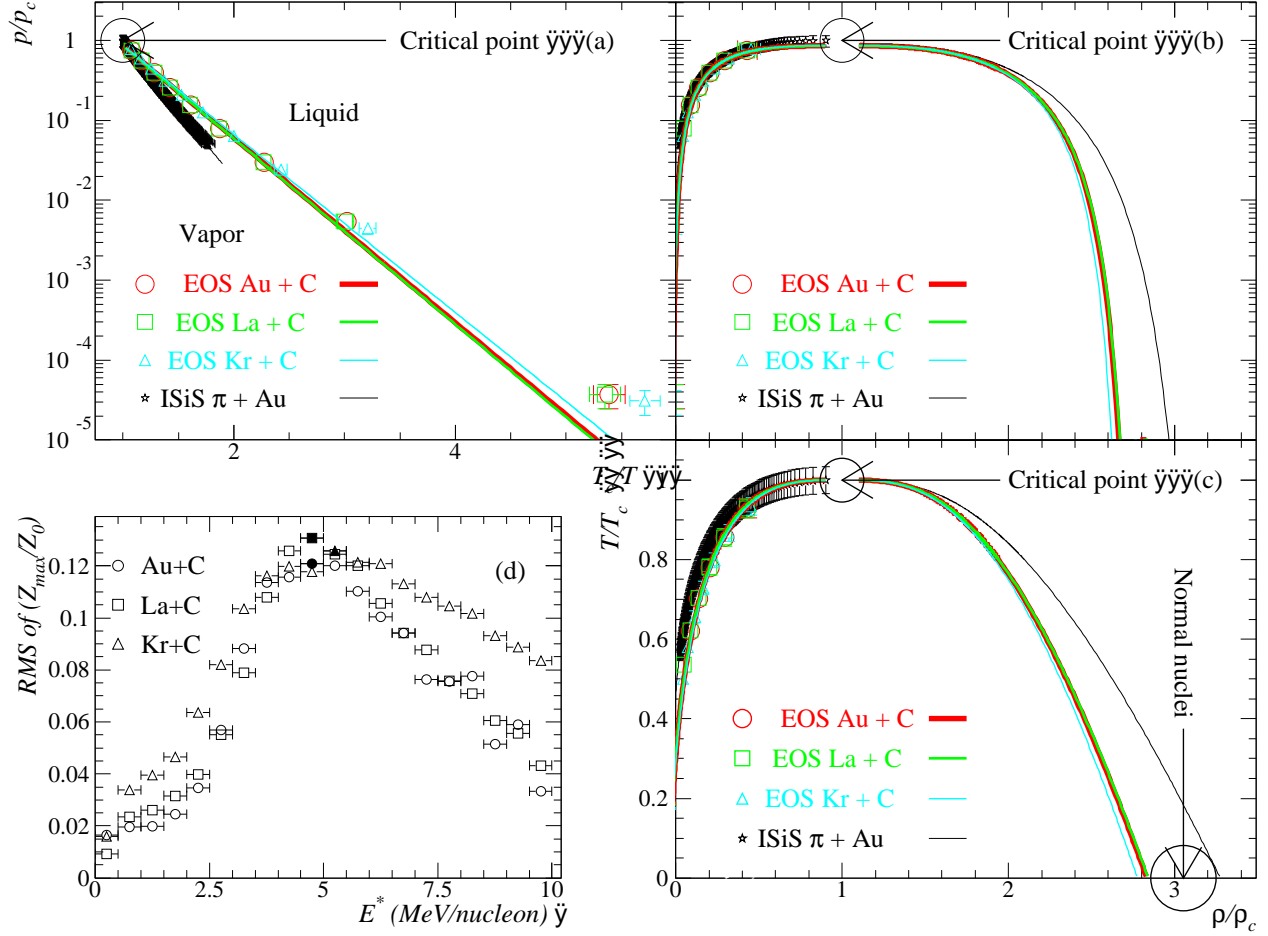 p/p_c
1
10^-1
10^-2
10^-3
10^-4
10^-5
Critical point ÿÿÿ(a)
Liquid
Vapor
EOS Au + C
EOS La + C
EOS Kr + C
ISiS π + Au
2 4
Critical point ÿÿÿ(b)
EOS Au + C
EOS La + C
EOS Kr + C
ISiS π + Au
RMS of (Z_max/Z_0)
0.12
0.1
0.08
0.06
0.04
0.02
0
(d)
Au+C
La+C
Kr+C
0 2.5 5 7.5 10
E^* (MeV/nucleon) ÿ
T/T_c
1
0.8
0.6
0.4
0.2
0
Critical point ÿÿÿ(c)
Normal nuclei
EOS Au + C
EOS La + C
EOS Kr + C
ISiS π + Au
0 1 2 3
ρ/ρ_c